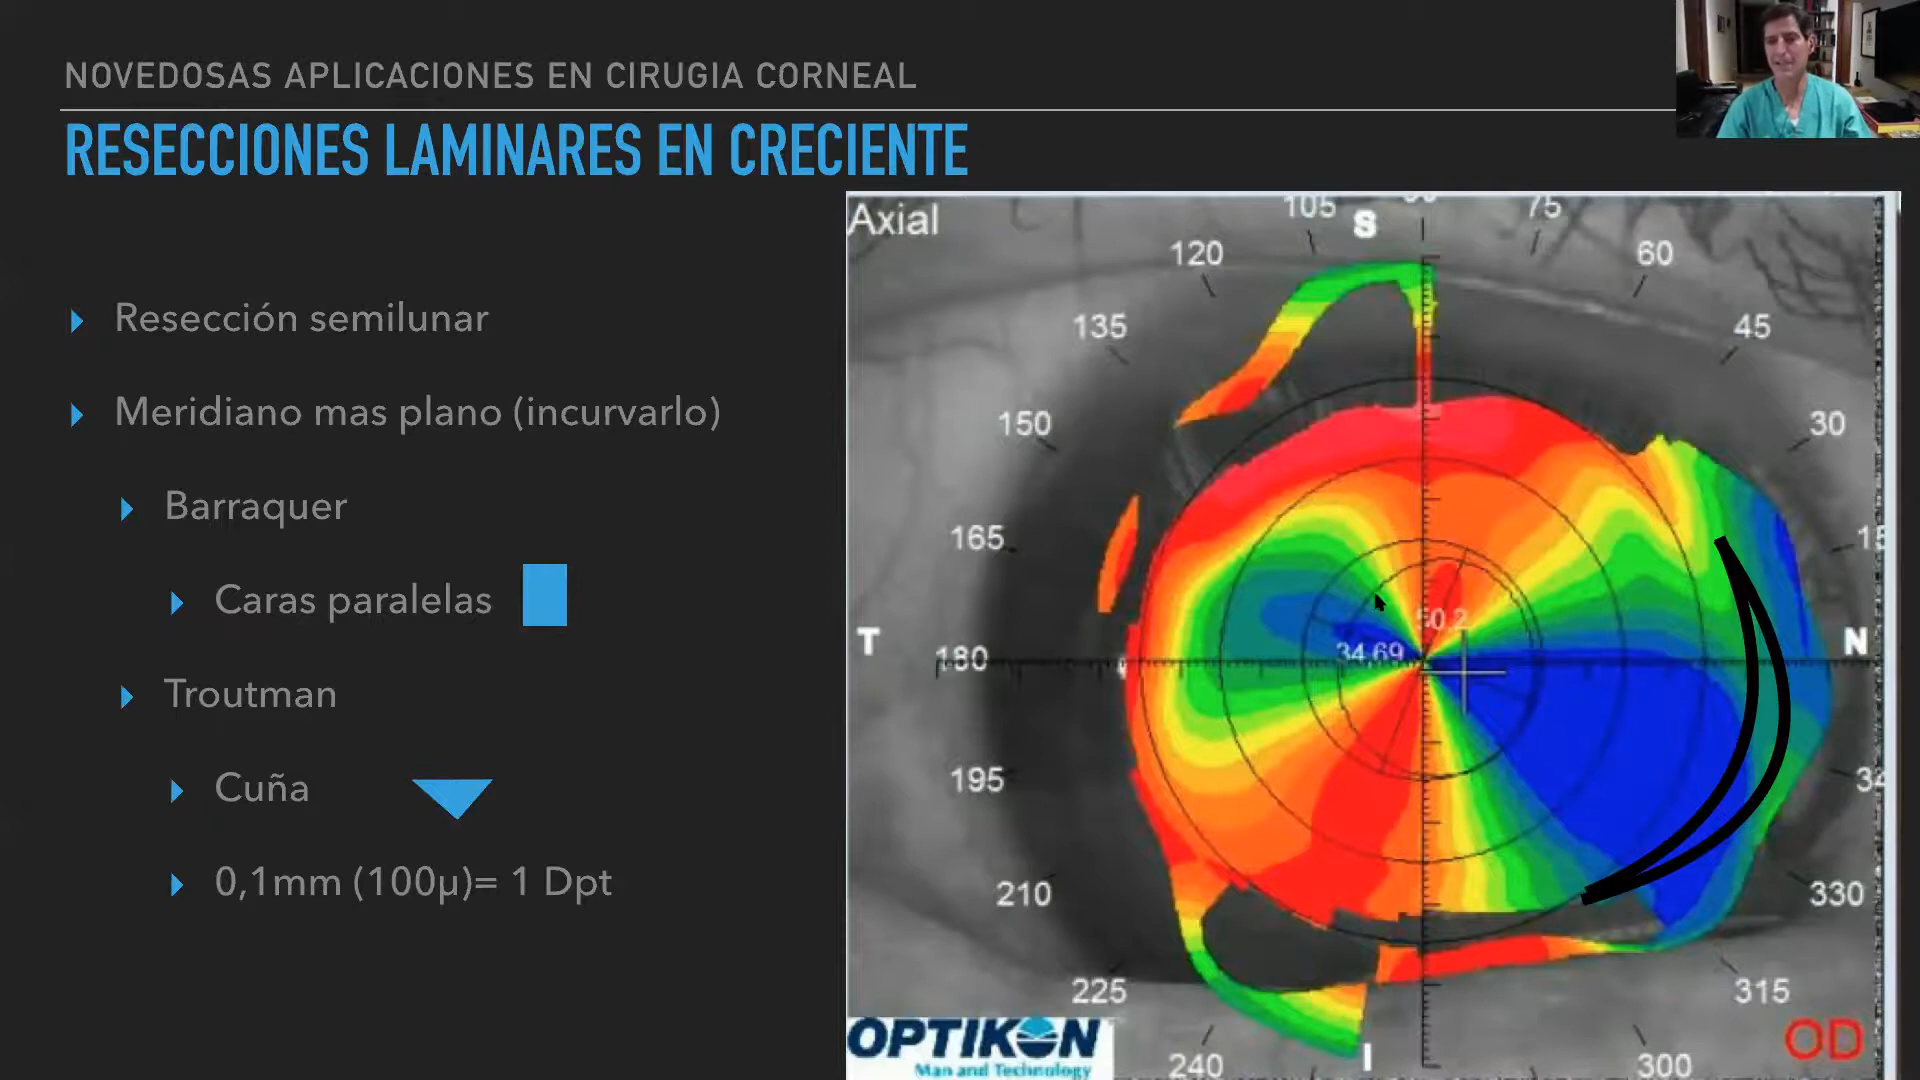 NOVEDOSAS APLICACIONES EN CIRUGIA CORNEAL
RESECCIONES LAMINARES EN CRECIENTE
Resección semilunar
Meridiano mas plano (incurvarlo)
Barraquer
Caras paralelas
Troutman
Cuña
0,1mm (100µ)= 1 Dpt
Axial
105
S
75
120
60
135
45
150
30
165
T
180
34,69
N
195
210
330
225
315
240
I
300
OD
OPTIKON
Man and Technology